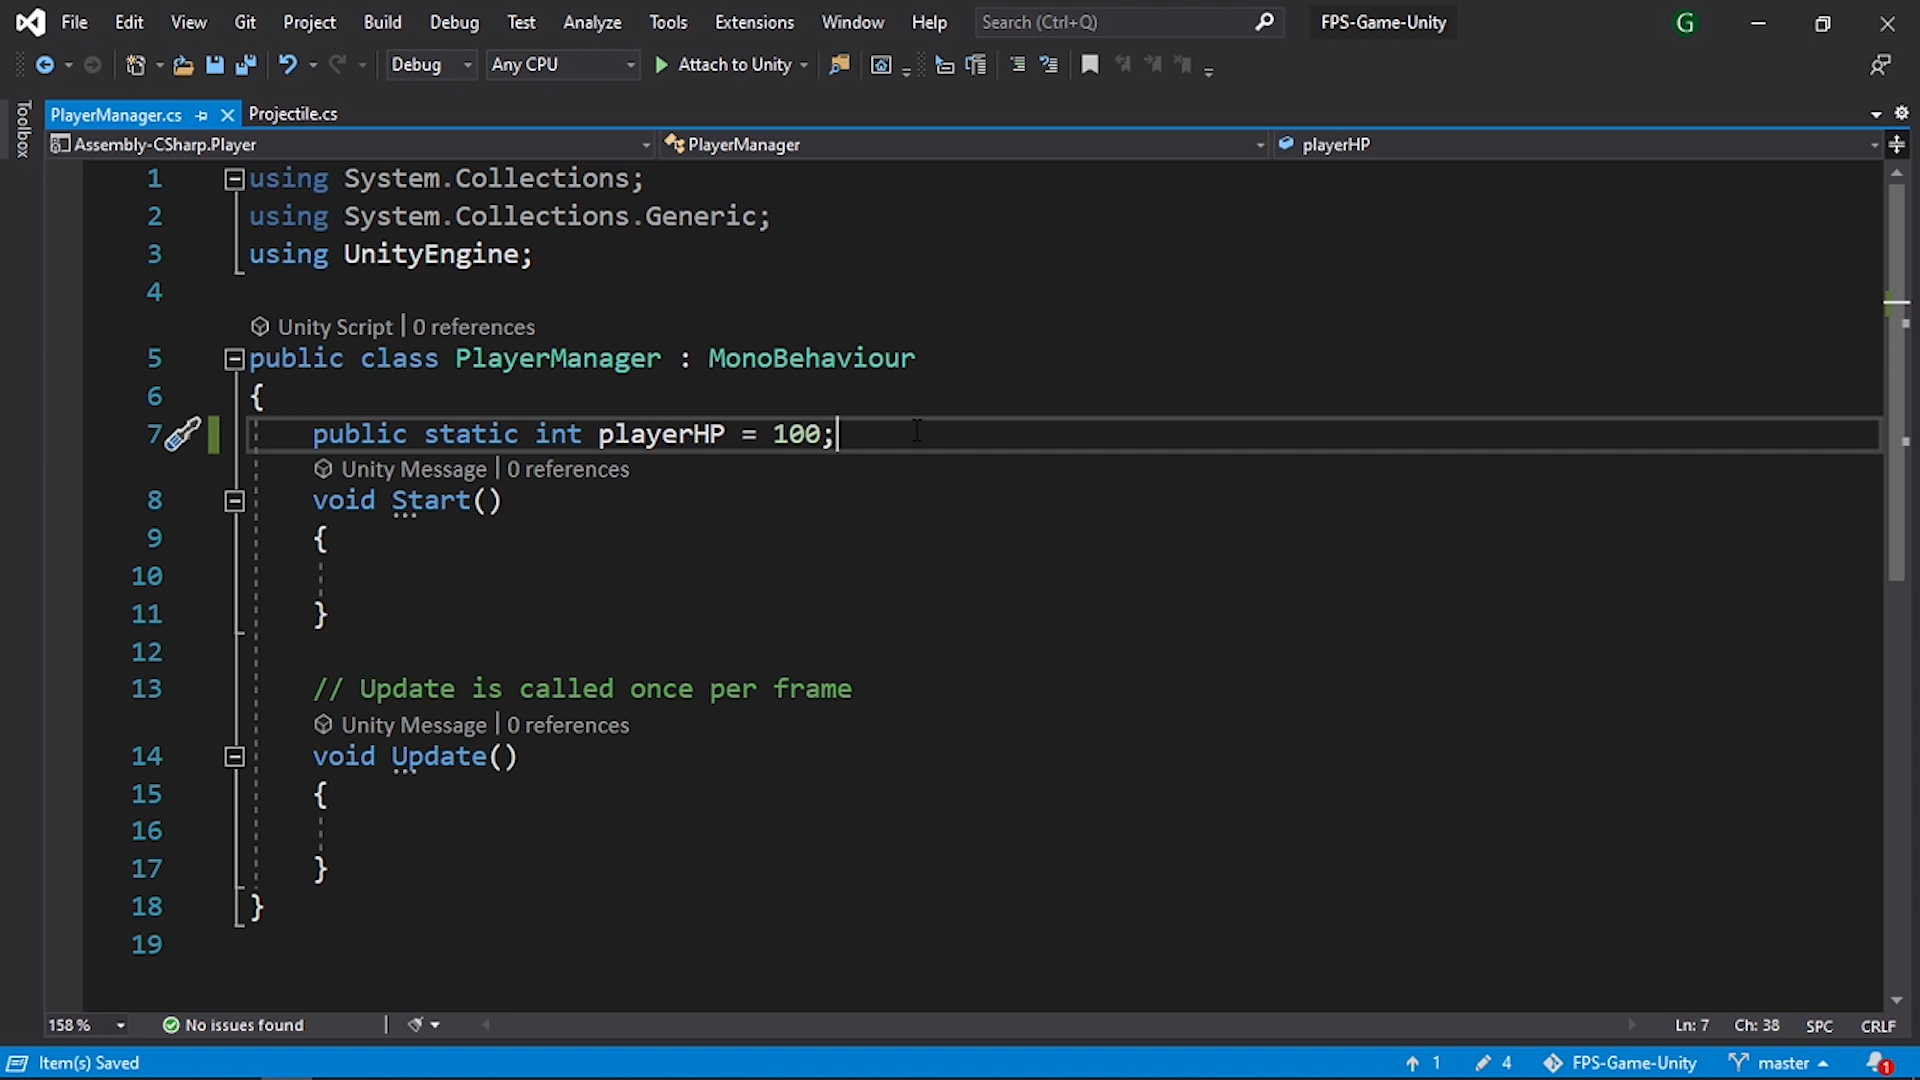 File Edit View Git Project Build Debug Test Analyze Tools Extensions Window Help Search (Ctrl+Q) FPS-Game-Unity G
Debug Any CPU Attach to Unity
Toolbox
PlayerManager.cs Projectile.cs
Assembly-CSharp.Player PlayerManager playerHP
1 using System.Collections;
2 using System.Collections.Generic;
3 using UnityEngine;
4
Unity Script | 0 references
5 public class PlayerManager : MonoBehaviour
6 {
7 public static int playerHP = 100;
Unity Message | 0 references
8 void Start()
9 {
10
11 }
12
13 // Update is called once per frame
Unity Message | 0 references
14 void Update()
15 {
16
17 }
18 }
19
158 % No issues found Ln: 7 Ch: 38 SPC CRLF
Item(s) Saved 1 4 FPS-Game-Unity master 1